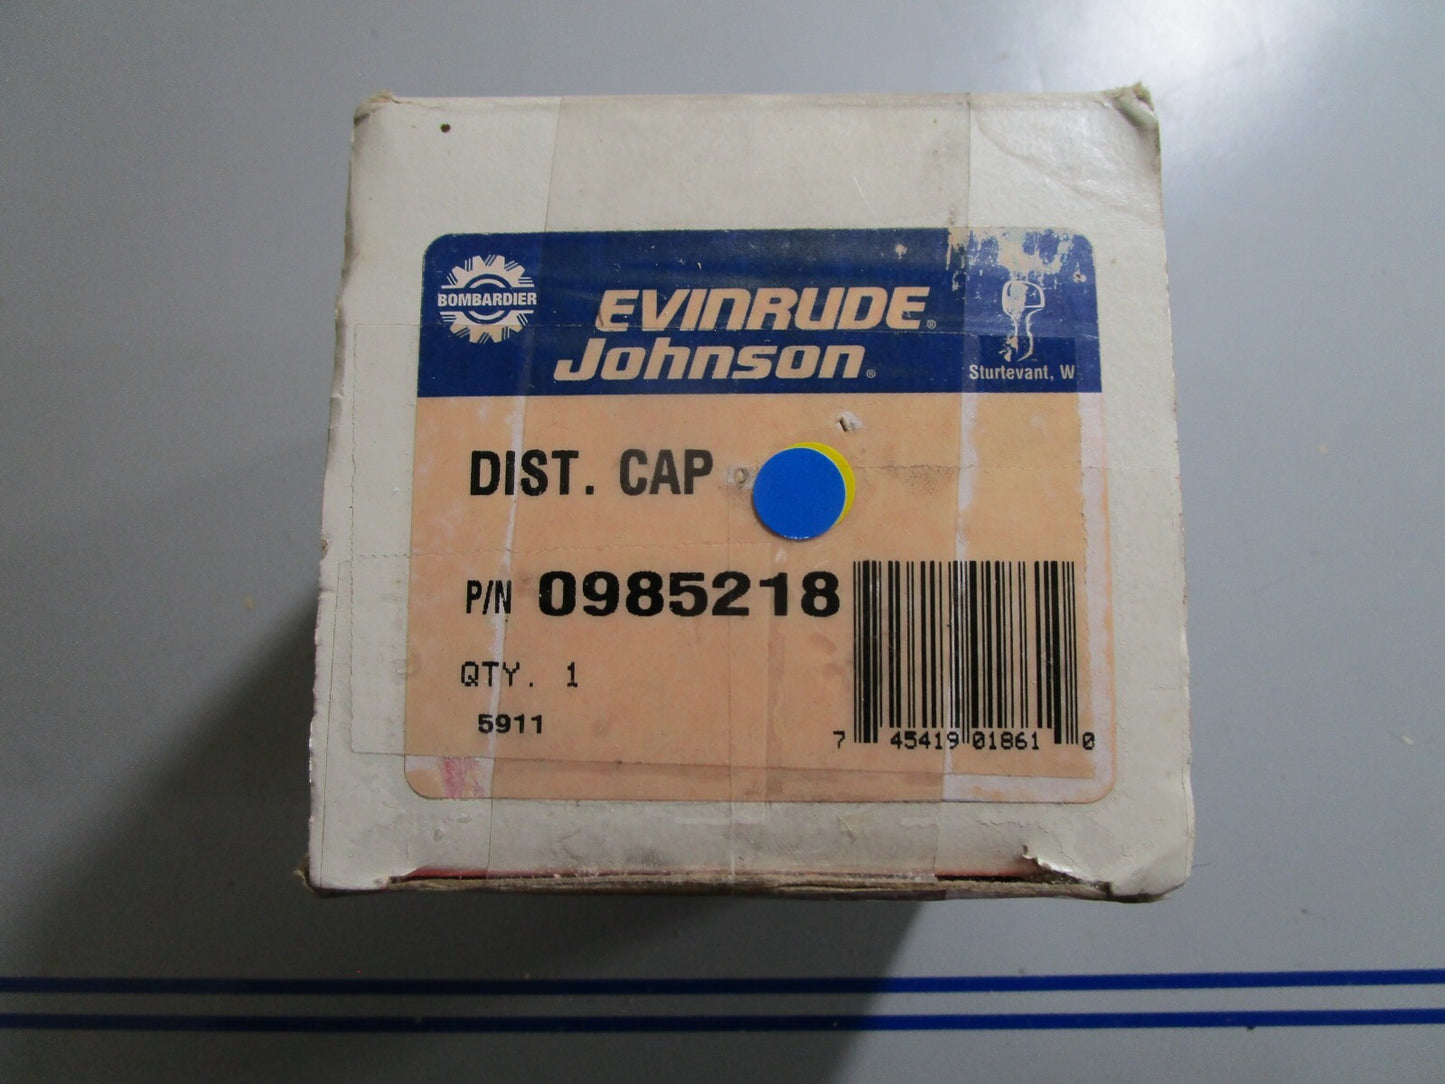 BOMBARDIER
EVINRUDE®
Johnson®
Sturtevant, W
DIST. CAP
P/N 0985218
QTY. 1
5911
7 45419 01861 0